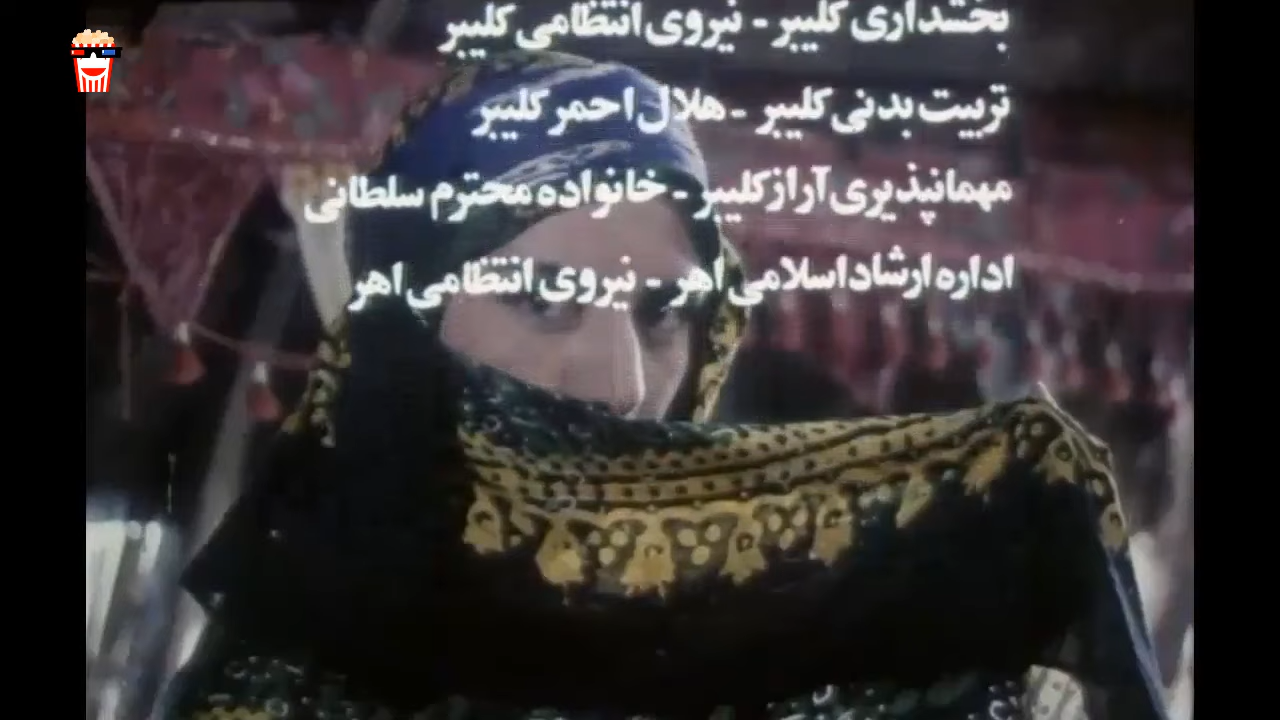 بخشداری کلیبر - نیروی انتظامی کلیبر
تربیت بدنی کلیبر - هلال احمر کلیبر
مهمانپذیری آراز کلیبر - خانواده محترم سلطانی
اداره ارشاد اسلامی اهر - نیروی انتظامی اهر